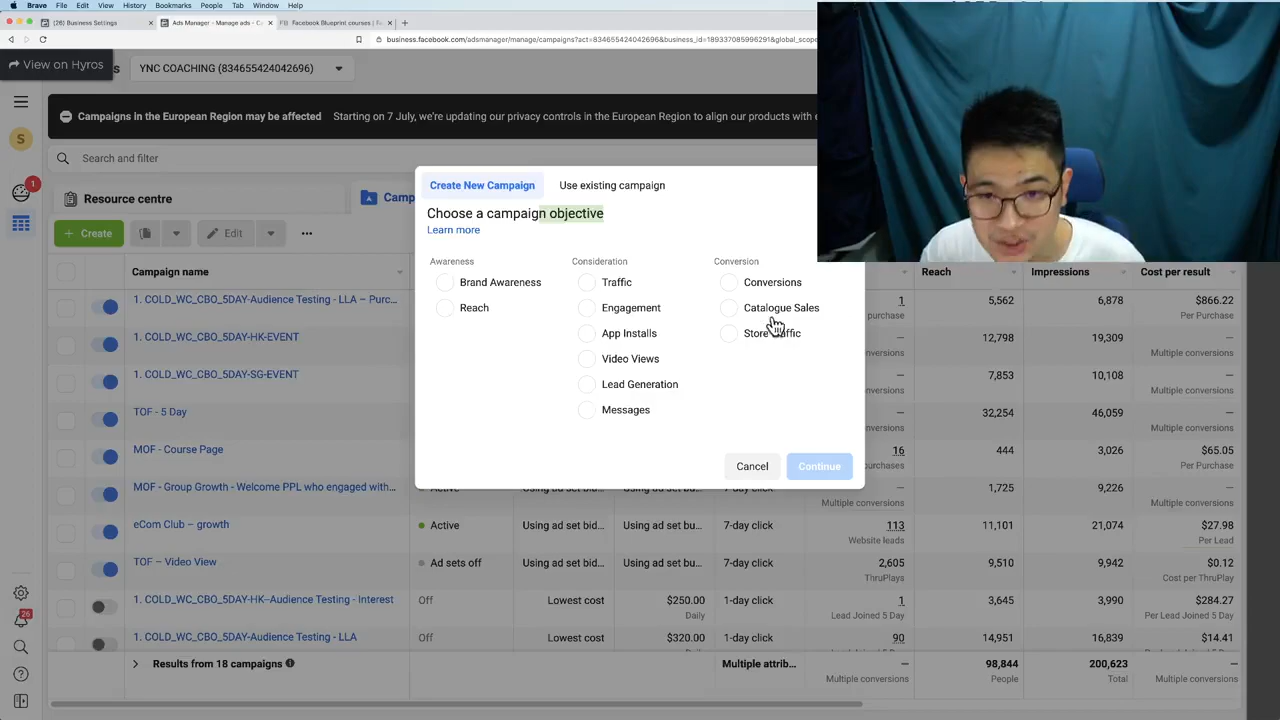 Brave File Edit View History Bookmarks People Tab Window Help
(26) Business Settings
Ads Manager - Manage ads - C
Facebook Blueprint courses
business.facebook.com/adsmanager/manage/campaigns?act=834655424042696&business_id=189337085996291&global_scop
View on Hyros
s
YNC COACHING (834655424042696)
Campaigns in the European Region may be affected Starting on 7 July, we're updating our privacy controls in the European Region to align our products with
S
Search and filter
1
Resource centre
Camp
Create
Edit
Create New Campaign Use existing campaign
Choose a campaign objective
Learn more
Awareness Consideration Conversion
Brand Awareness Traffic Conversions
Reach Engagement Catalogue Sales
App Installs Store Traffic
Video Views
Lead Generation
Messages
Cancel Continue
Campaign name Reach Impressions Cost per result
1. COLD_WC_CBO_5DAY-Audience Testing - LLA – Purc... 1 5,562 6,878 $866.22
purchase Per Purchase
1. COLD_WC_CBO_5DAY-HK-EVENT — 12,798 19,309 —
nversions Multiple conversions
1. COLD_WC_CBO_5DAY-SG-EVENT — 7,853 10,108 —
nversions Multiple conversions
TOF - 5 Day — 32,254 46,059 —
nversions Multiple conversions
MOF - Course Page 16 444 3,026 $65.05
urchases Per Purchase
MOF - Group Growth - Welcome PPL who engaged with... Active Using ad set bid... Using ad set bu... 7-day click — 1,725 9,226 —
Multiple conversions Multiple conversions
eCom Club – growth Active Using ad set bid... Using ad set bu... 7-day click 113 11,101 21,074 $27.98
Website leads Per Lead
TOF – Video View Ad sets off Using ad set bid... Using ad set bu... 7-day click 2,605 9,510 9,942 $0.12
ThruPlays Cost per ThruPlay
1. COLD_WC_CBO_5DAY-HK--Audience Testing - Interest Off Lowest cost $250.00 1-day click 1 3,645 3,990 $284.27
Daily Lead Joined 5 Day Per Lead Joined 5 Day
1. COLD_WC_CBO_5DAY-Audience Testing - LLA Off Lowest cost $320.00 1-day click 90 14,951 16,839 $14.41
26
Results from 18 campaigns Multiple attrib... — 98,844 200,623 —
Multiple conversions People Total Multiple conversions